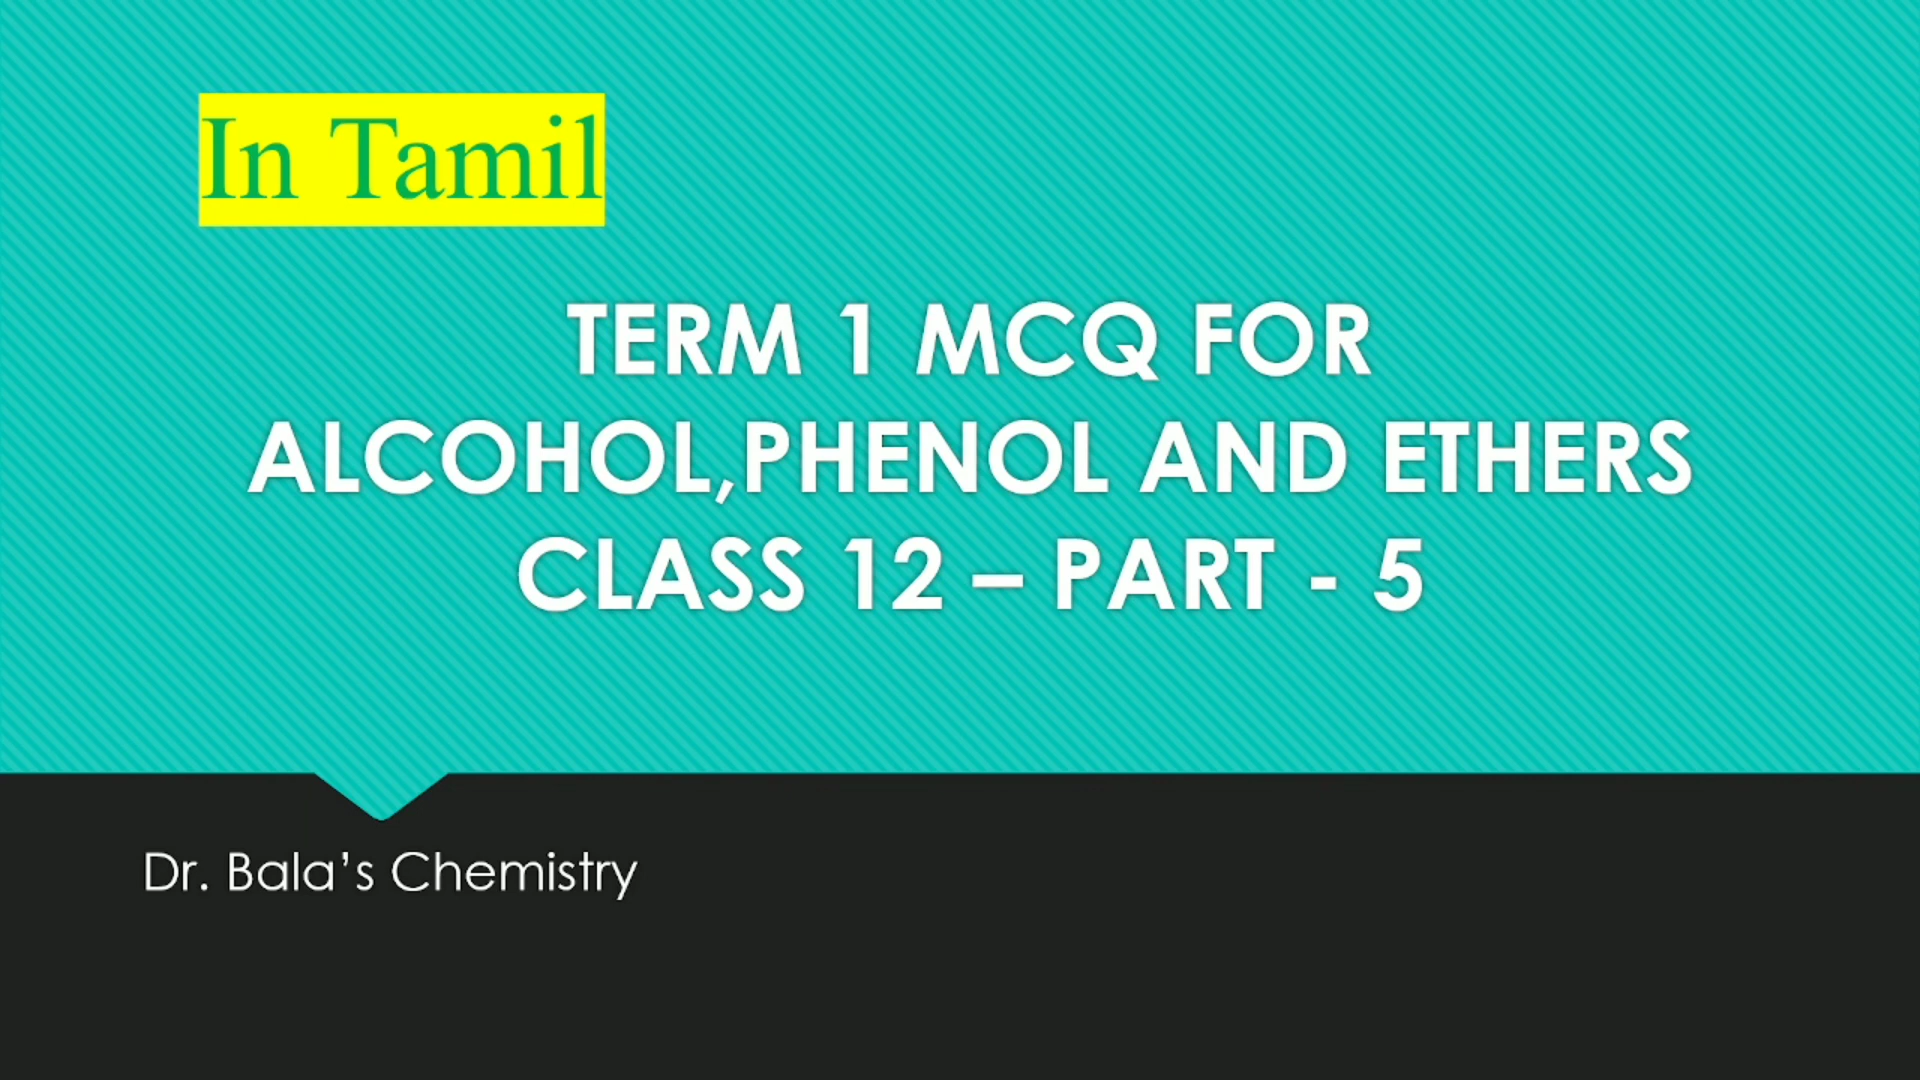 In Tamil
TERM 1 MCQ FOR
ALCOHOL,PHENOL AND ETHERS
CLASS 12 – PART - 5
Dr. Bala’s Chemistry